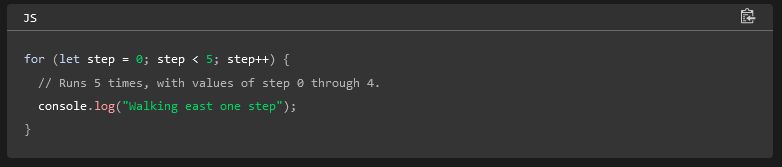 JS
for (let step = 0; step < 5; step++) {
  // Runs 5 times, with values of step 0 through 4.
  console.log("Walking east one step");
}